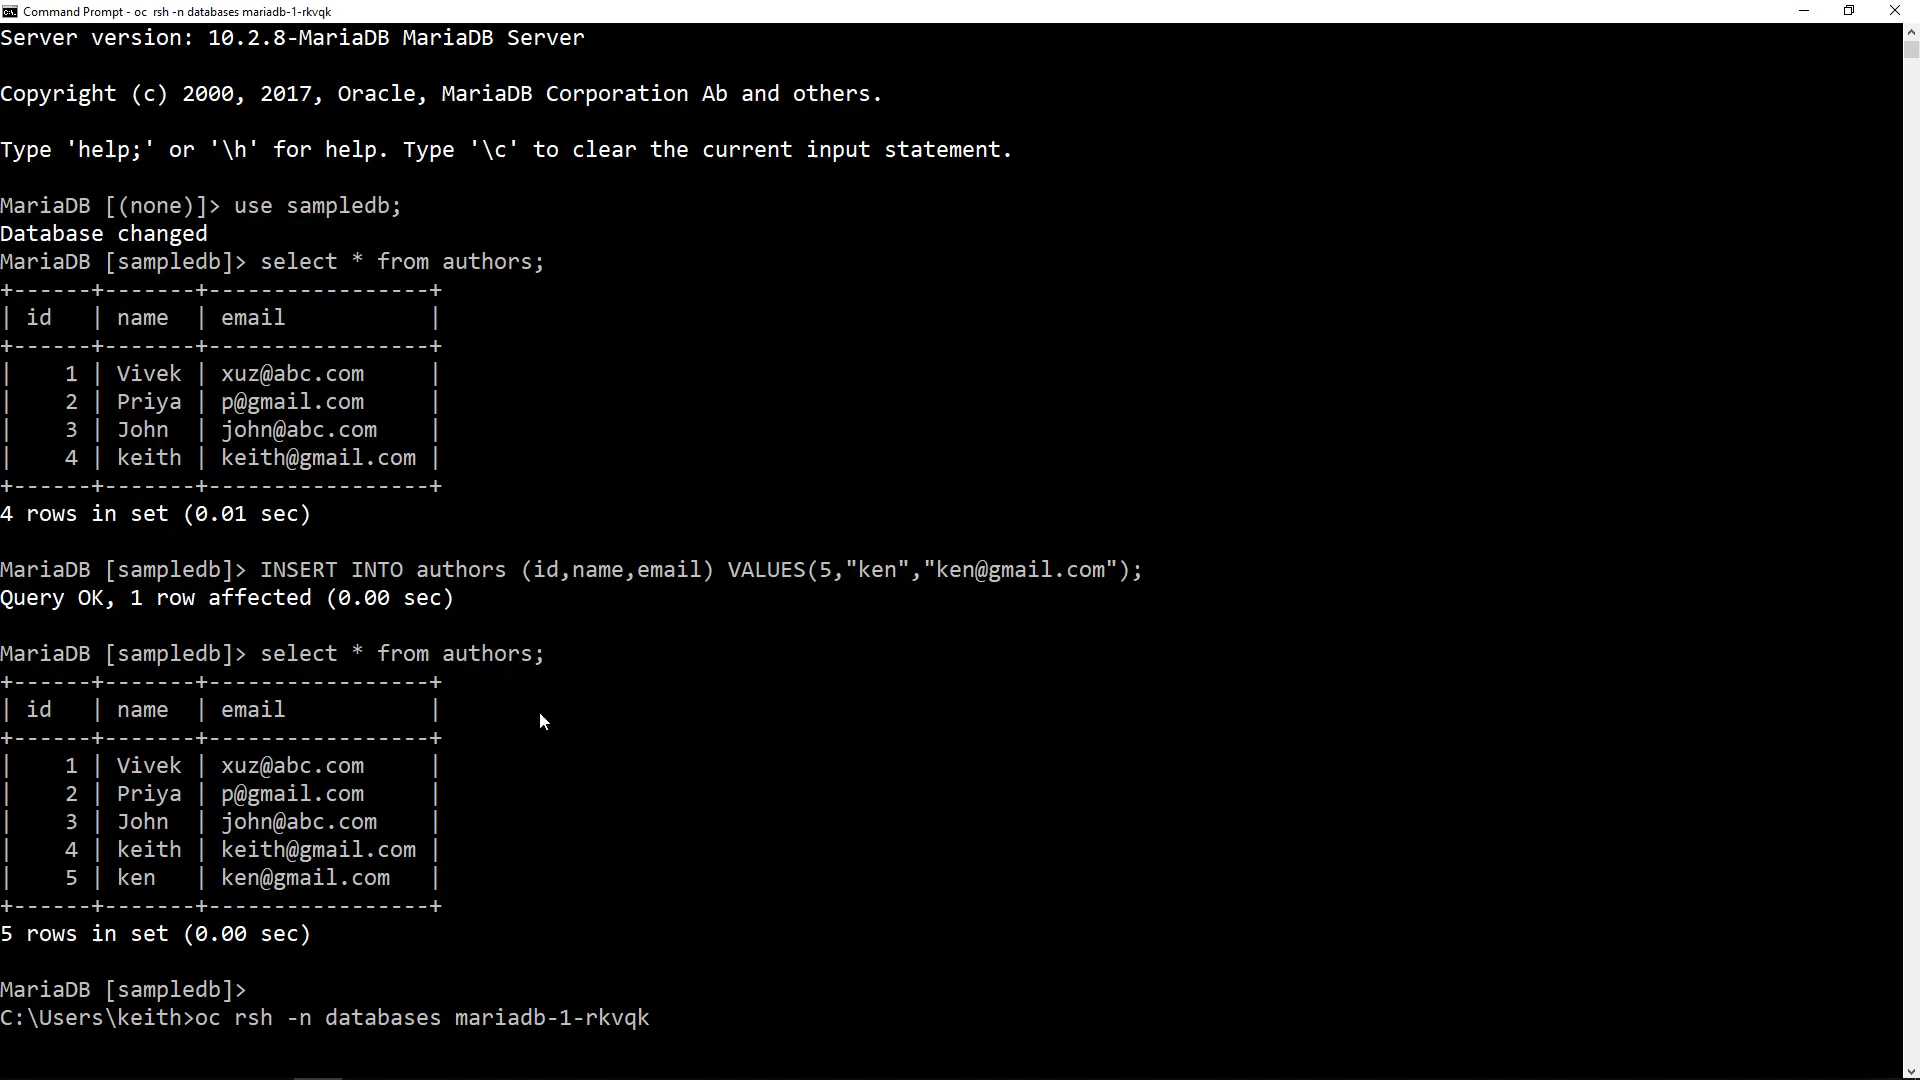 Command Prompt - oc  rsh -n databases mariadb-1-rkvqk
Server version: 10.2.8-MariaDB MariaDB Server
Copyright (c) 2000, 2017, Oracle, MariaDB Corporation Ab and others.
Type 'help;' or '\h' for help. Type '\c' to clear the current input statement.
MariaDB [(none)]> use sampledb;
Database changed
MariaDB [sampledb]> select * from authors;
+------+-------+-----------------+
| id   | name  | email           |
+------+-------+-----------------+
|    1 | Vivek | xuz@abc.com     |
|    2 | Priya | p@gmail.com     |
|    3 | John  | john@abc.com    |
|    4 | keith | keith@gmail.com |
+------+-------+-----------------+
4 rows in set (0.01 sec)
MariaDB [sampledb]> INSERT INTO authors (id,name,email) VALUES(5,"ken","ken@gmail.com");
Query OK, 1 row affected (0.00 sec)
MariaDB [sampledb]> select * from authors;
+------+-------+-----------------+
| id   | name  | email           |
+------+-------+-----------------+
|    1 | Vivek | xuz@abc.com     |
|    2 | Priya | p@gmail.com     |
|    3 | John  | john@abc.com    |
|    4 | keith | keith@gmail.com |
|    5 | ken   | ken@gmail.com   |
+------+-------+-----------------+
5 rows in set (0.00 sec)
MariaDB [sampledb]>
C:\Users\keith>oc rsh -n databases mariadb-1-rkvqk